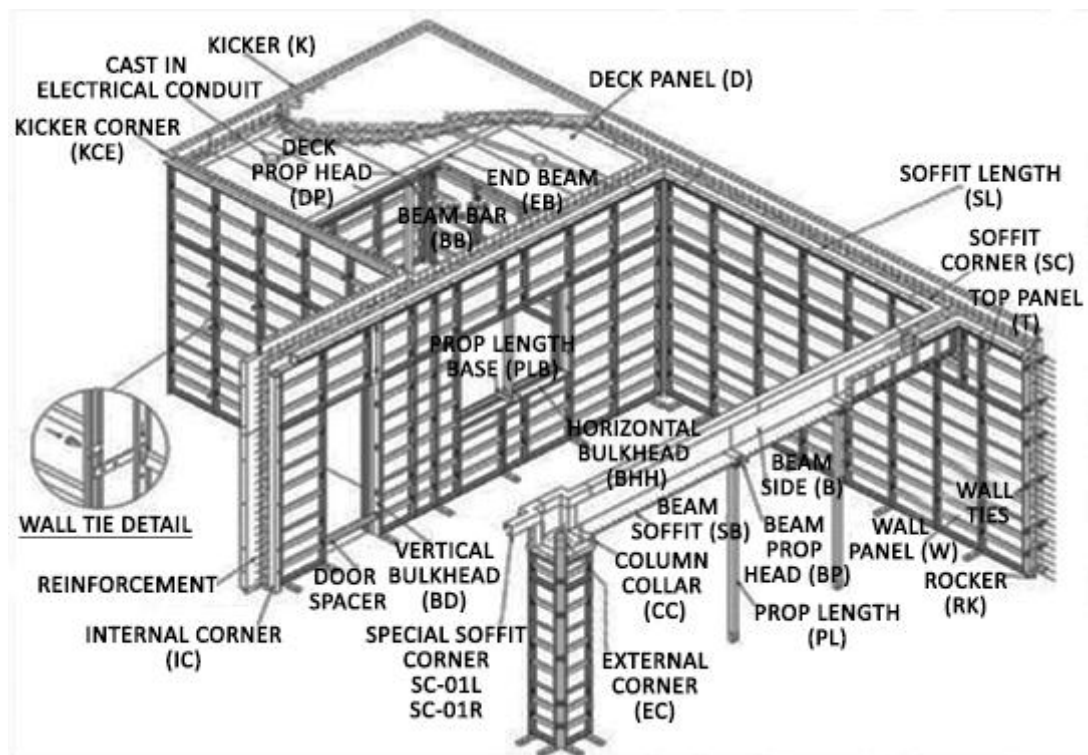 KICKER (K)
CAST IN
ELECTRICAL CONDUIT
KICKER CORNER
(KCE)
DECK PANEL (D)
DECK
PROP HEAD
(DP)
END BEAM
(EB)
BEAM BAR
(BB)
SOFFIT LENGTH
(SL)
SOFFIT
CORNER (SC)
TOP PANEL
(T)
PROP LENGTH
BASE (PLB)
HORIZONTAL
BULKHEAD
(BHH)
BEAM
SIDE (B)
WALL
TIES
WALL TIE DETAIL
BEAM
SOFFIT (SB)
BEAM
PROP
HEAD (BP)
WALL
PANEL (W)
REINFORCEMENT
DOOR
SPACER
VERTICAL
BULKHEAD
(BD)
COLUMN
COLLAR
(CC)
ROCKER
(RK)
INTERNAL CORNER
(IC)
SPECIAL SOFFIT
CORNER
SC-01L
SC-01R
EXTERNAL
CORNER
(EC)
PROP LENGTH
(PL)